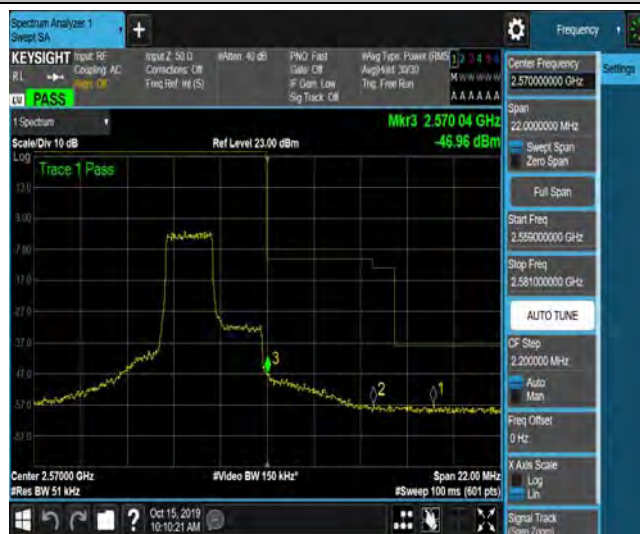 Spectrum Analyzer 1
Swept SA
+
Frequency
KEYSIGHT
Input: RF
Input Z: 50 Ω
#Atten: 40 dB
PNO: Fast
#Avg Type: Power (RMS)
1 2 3 4 5 6
RL
Coupling: AC
Corrections: Off
Gate: Off
Avg|Hold: 30/30
M W W W W W
Align: Off
Freq Ref: Int (S)
IF Gain: Low
Trig: Free Run
LV
PASS
Sig Track: Off
A A A A A A
Center Frequency
2.570000000 GHz
Settings
1 Spectrum
Mkr3 2.570 04 GHz
Scale/Div 10 dB
Ref Level 23.00 dBm
-46.96 dBm
Log
Trace 1 Pass
13.0
3.00
-7.00
-17.0
-27.0
-37.0
-47.0
-57.0
-67.0
3
2
1
Center 2.57000 GHz
#Video BW 150 kHz*
Span 22.00 MHz
#Res BW 51 kHz
#Sweep 100 ms (601 pts)
Span
22.0000000 MHz
Swept Span
Zero Span
Full Span
Start Freq
2.559000000 GHz
Stop Freq
2.581000000 GHz
AUTO TUNE
CF Step
2.200000 MHz
Auto
Man
Freq Offset
0 Hz
X Axis Scale
Log
Lin
Signal Track
(Span Zoom)
?
Oct 15, 2019
10:10:21 AM